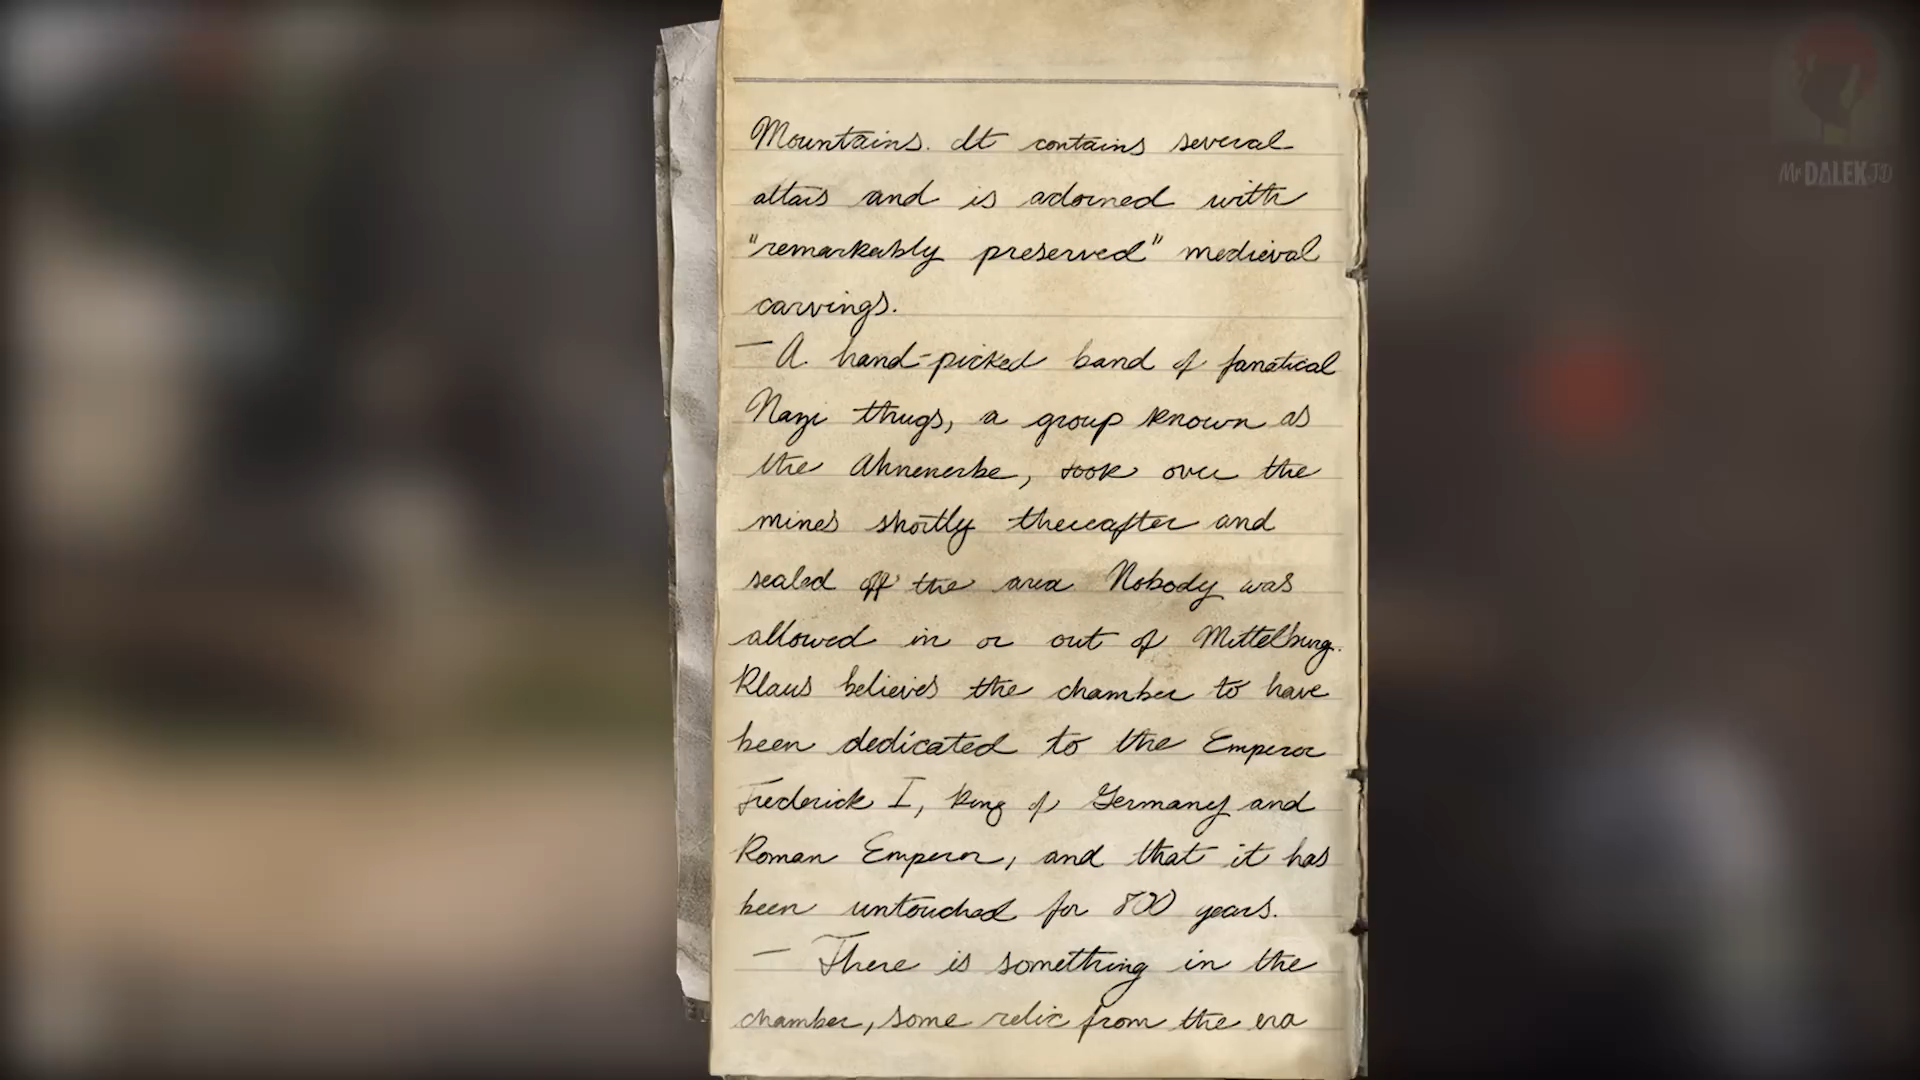 Mountains. It contains several
altars and is adorned with
"remarkably preserved" medieval
carvings.
— A hand-picked band of fanatical
Nazi thugs, a group known as
the Ahnenerbe, took over the
mines shortly thereafter and
sealed off the area Nobody was
allowed in or out of Mittelburg.
Klaus believes the chamber to have
been dedicated to the Emperor
Frederick I, King of Germany and
Roman Emperor, and that it has
been untouched for 800 years.
— There is something in the
chamber, some relic from the era
MrDALEKJD